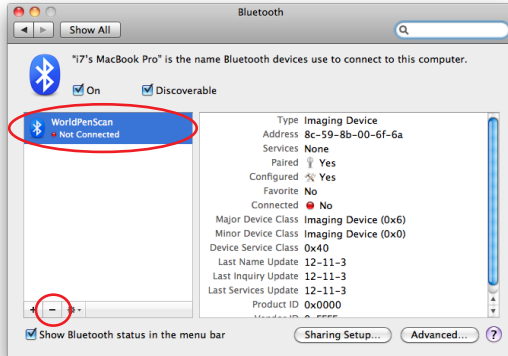 Bluetooth
Show All
"i7's MacBook Pro" is the name Bluetooth devices use to connect to this computer.
On
Discoverable
WorldPenScan
Not Connected
Type Imaging Device
Address 8c-59-8b-00-6f-6a
Services None
Paired Yes
Configured Yes
Favorite No
Connected No
Major Device Class Imaging Device (0x6)
Minor Device Class Imaging Device (0x0)
Device Service Class 0x40
Last Name Update 12-11-3
Last Inquiry Update 12-11-3
Last Services Update 12-11-3
Product ID 0x0000
+ −
Show Bluetooth status in the menu bar
Sharing Setup...
Advanced...
?